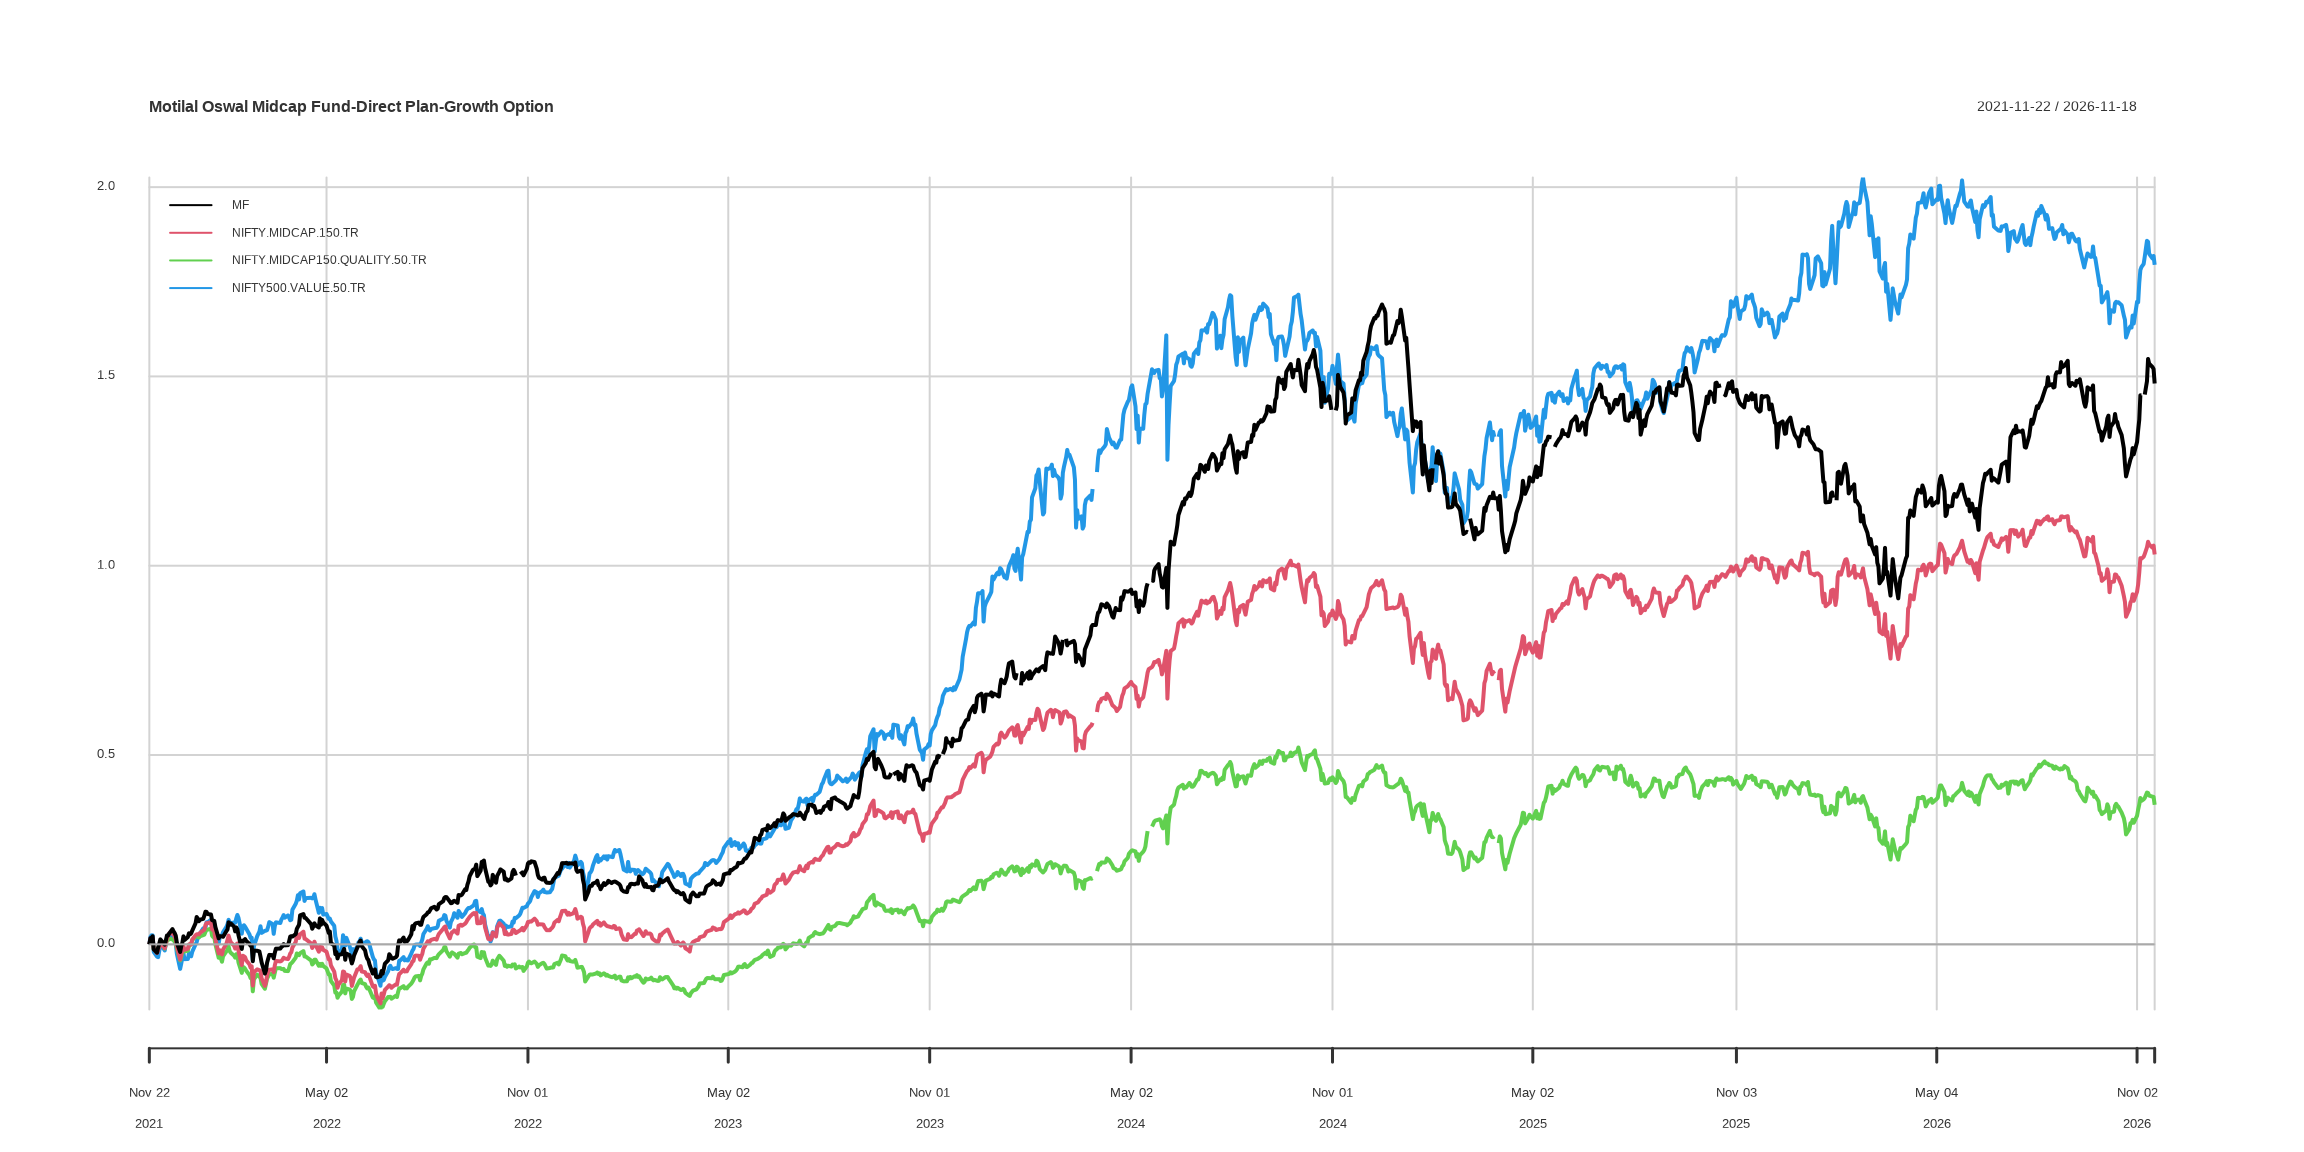 Motilal Oswal Midcap Fund-Direct Plan-Growth Option
2021-11-22 / 2026-11-18
2.0
MF
NIFTY.MIDCAP.150.TR
NIFTY.MIDCAP150.QUALITY.50.TR
NIFTY500.VALUE.50.TR
1.5
1.0
0.5
0.0
Nov 22 May 02 Nov 01 May 02 Nov 01 May 02 Nov 01 May 02 Nov 03 May 04 Nov 02
2021 2022 2022 2023 2023 2024 2024 2025 2025 2026 2026